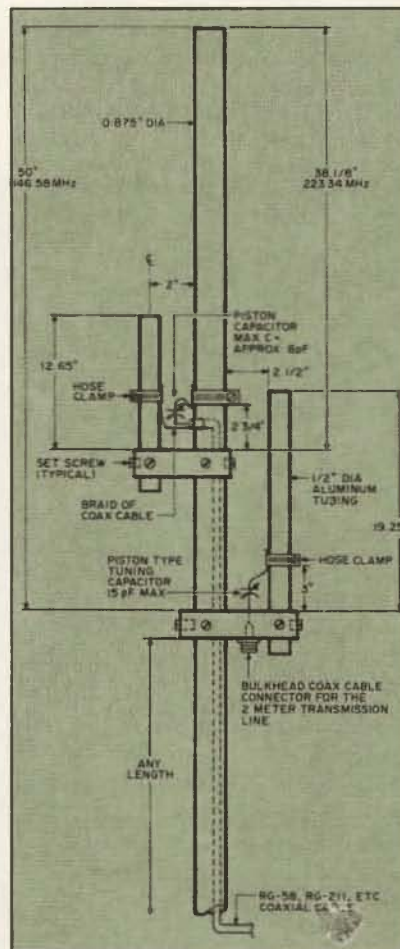 0.875" DIA
50"
146.58 MHz
38.1/8"
223.34 MHz
℄
2"
PISTON
CAPACITOR
MAX C =
APPROX 8pF
12.65"
2 1/2"
HOSE
CLAMP
2 3/4"
SET SCREW
(TYPICAL)
1/2" DIA
ALUMINUM
TUBING
BRAID OF
COAX CABLE
19.25
PISTON TYPE
TUNING
CAPACITOR
15 pF MAX
HOSE CLAMP
3"
BULKHEAD COAX CABLE
CONNECTOR FOR THE
2 METER TRANSMISSION
LINE
ANY
LENGTH
RG-58, RG-211, ETC
COAXIAL CABLE